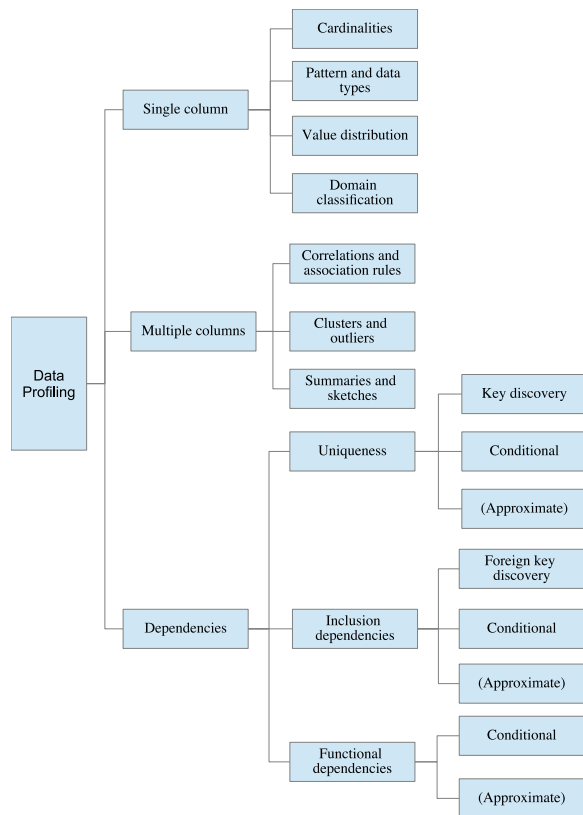 Data
Profiling
Single column
Cardinalities
Pattern and data
types
Value distribution
Domain
classification
Multiple columns
Correlations and
association rules
Clusters and
outliers
Summaries and
sketches
Dependencies
Uniqueness
Key discovery
Conditional
(Approximate)
Inclusion
dependencies
Foreign key
discovery
Conditional
(Approximate)
Functional
dependencies
Conditional
(Approximate)